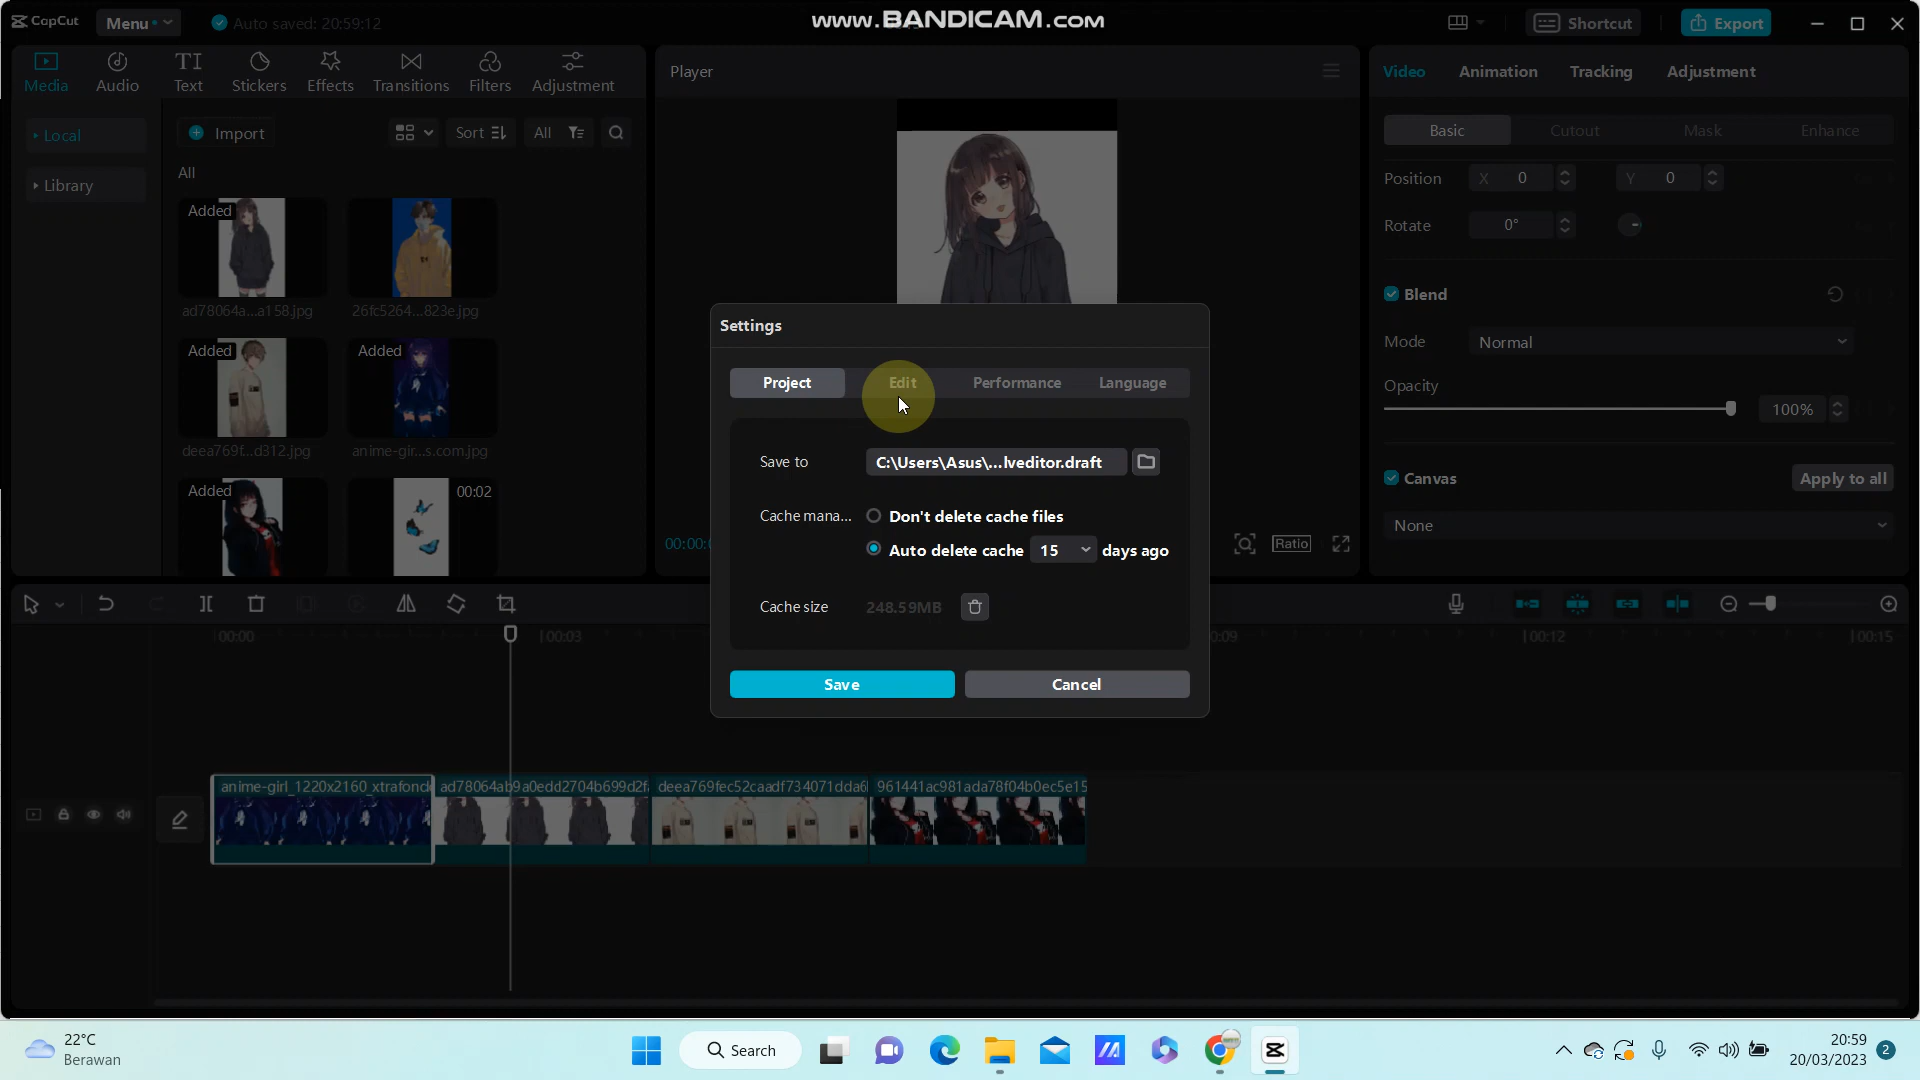 CapCut
Menu
Auto saved: 20:59:12
www.BANDICAM.com
Shortcut
Export
Media
Audio
Text
Stickers
Effects
Transitions
Filters
Adjustment
Player
Video
Animation
Tracking
Adjustment
Local
Library
Import
Sort
All
All
Basic
Cutout
Mask
Enhance
Position
X 0
Y 0
Rotate
0°
Blend
Mode
Normal
Opacity
100%
Canvas
Apply to all
None
Added
ad78064a...a158.jpg
26fc5264...823e.jpg
Added
Added
deea769f...d312.jpg
anime-gir...s.com.jpg
Added
00:02
Settings
Project
Edit
Performance
Language
Save to
C:\Users\Asus\...lveditor.draft
Cache mana...
Don't delete cache files
Auto delete cache 15 days ago
Cache size
248.59MB
Save
Cancel
Ratio
00:00
00:03
00:12
00:15
anime-girl_1220x2160_xtrafond
ad78064ab9a0edd2704b699d2f
deea769fec52caadf734071dda6
961441ac981ada78f04b0ec5e15
22°C
Berawan
Search
20:59
20/03/2023
2